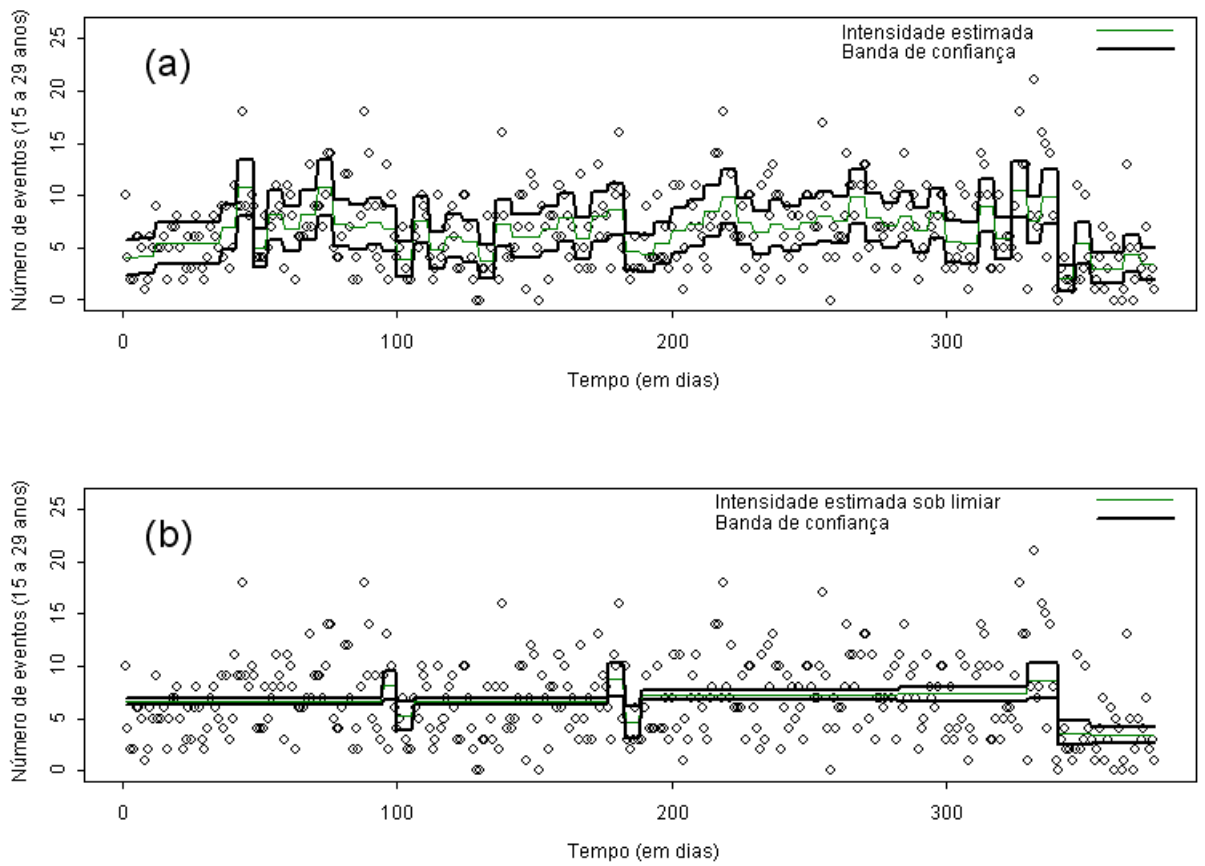 (a)
Intensidade estimada
Banda de confiança
Número de eventos (15 a 29 anos)
25
20
15
10
5
0
0
100
200
300
Tempo (em dias)
(b)
Intensidade estimada sob limiar
Banda de confiança
Número de eventos (15 a 29 anos)
25
20
15
10
5
0
0
100
200
300
Tempo (em dias)